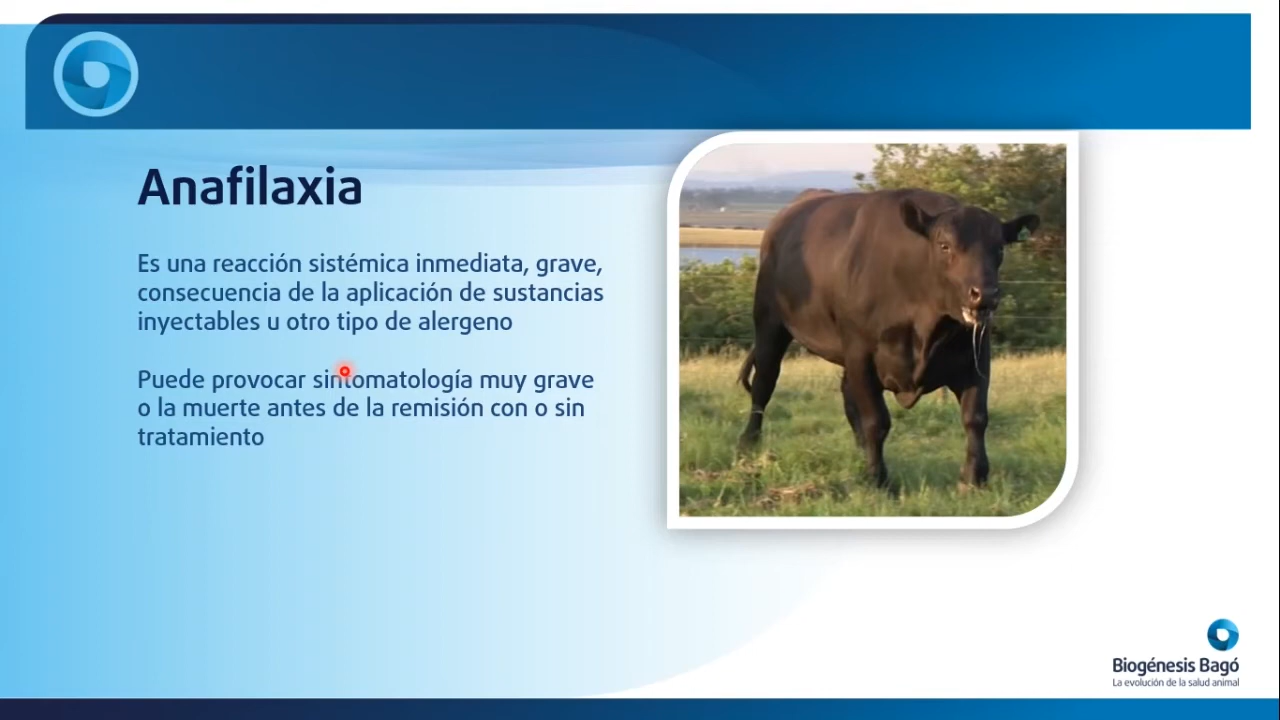 Anafilaxia
Es una reacción sistémica inmediata, grave,
consecuencia de la aplicación de sustancias
inyectables u otro tipo de alergeno
Puede provocar sintomatología muy grave
o la muerte antes de la remisión con o sin
tratamiento
Biogénesis Bagó
La evolución de la salud animal